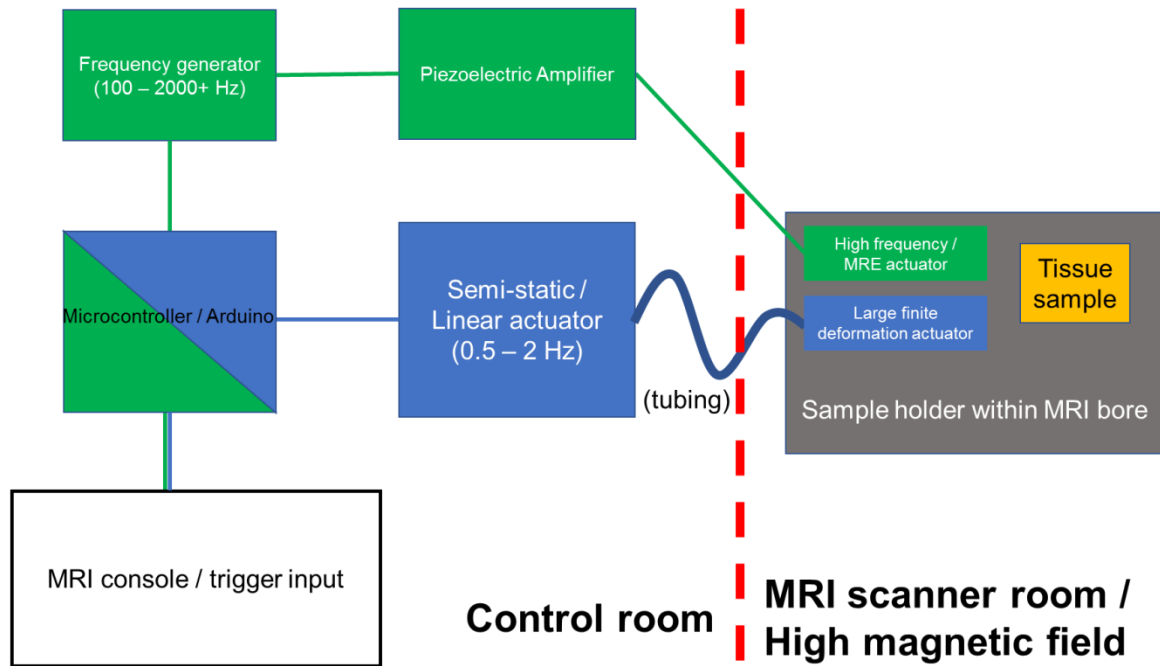 Frequency generator
(100 – 2000+ Hz)
Piezoelectric Amplifier
High frequency /
MRE actuator
Tissue
sample
Microcontroller / Arduino
Semi-static /
Linear actuator
(0.5 – 2 Hz)
Large finite
deformation actuator
(tubing)
Sample holder within MRI bore
MRI console / trigger input
Control room
MRI scanner room /
High magnetic field